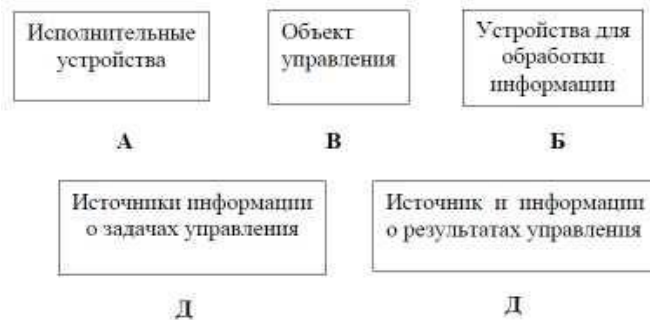 Исполнительные
устройства
Объект
управления
Устройства для
обработки
информации
А
В
Б
Источники информации
о задачах управления
Источник и информации
о результатах управления
Д
Д